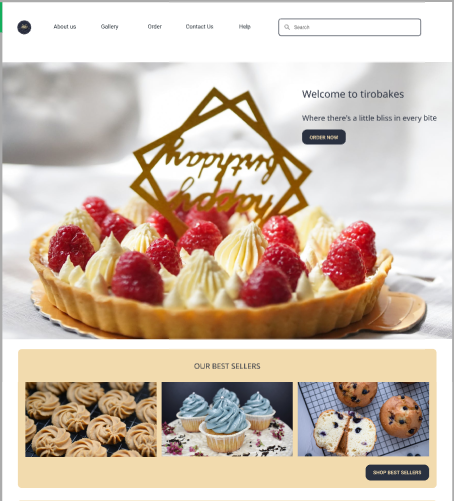 About us
Gallery
Order
Contact Us
Help
Search
Welcome to tirobakes
Where there's a little bliss in every bite
ORDER NOW
happy
birthday
OUR BEST SELLERS
SHOP BEST SELLERS